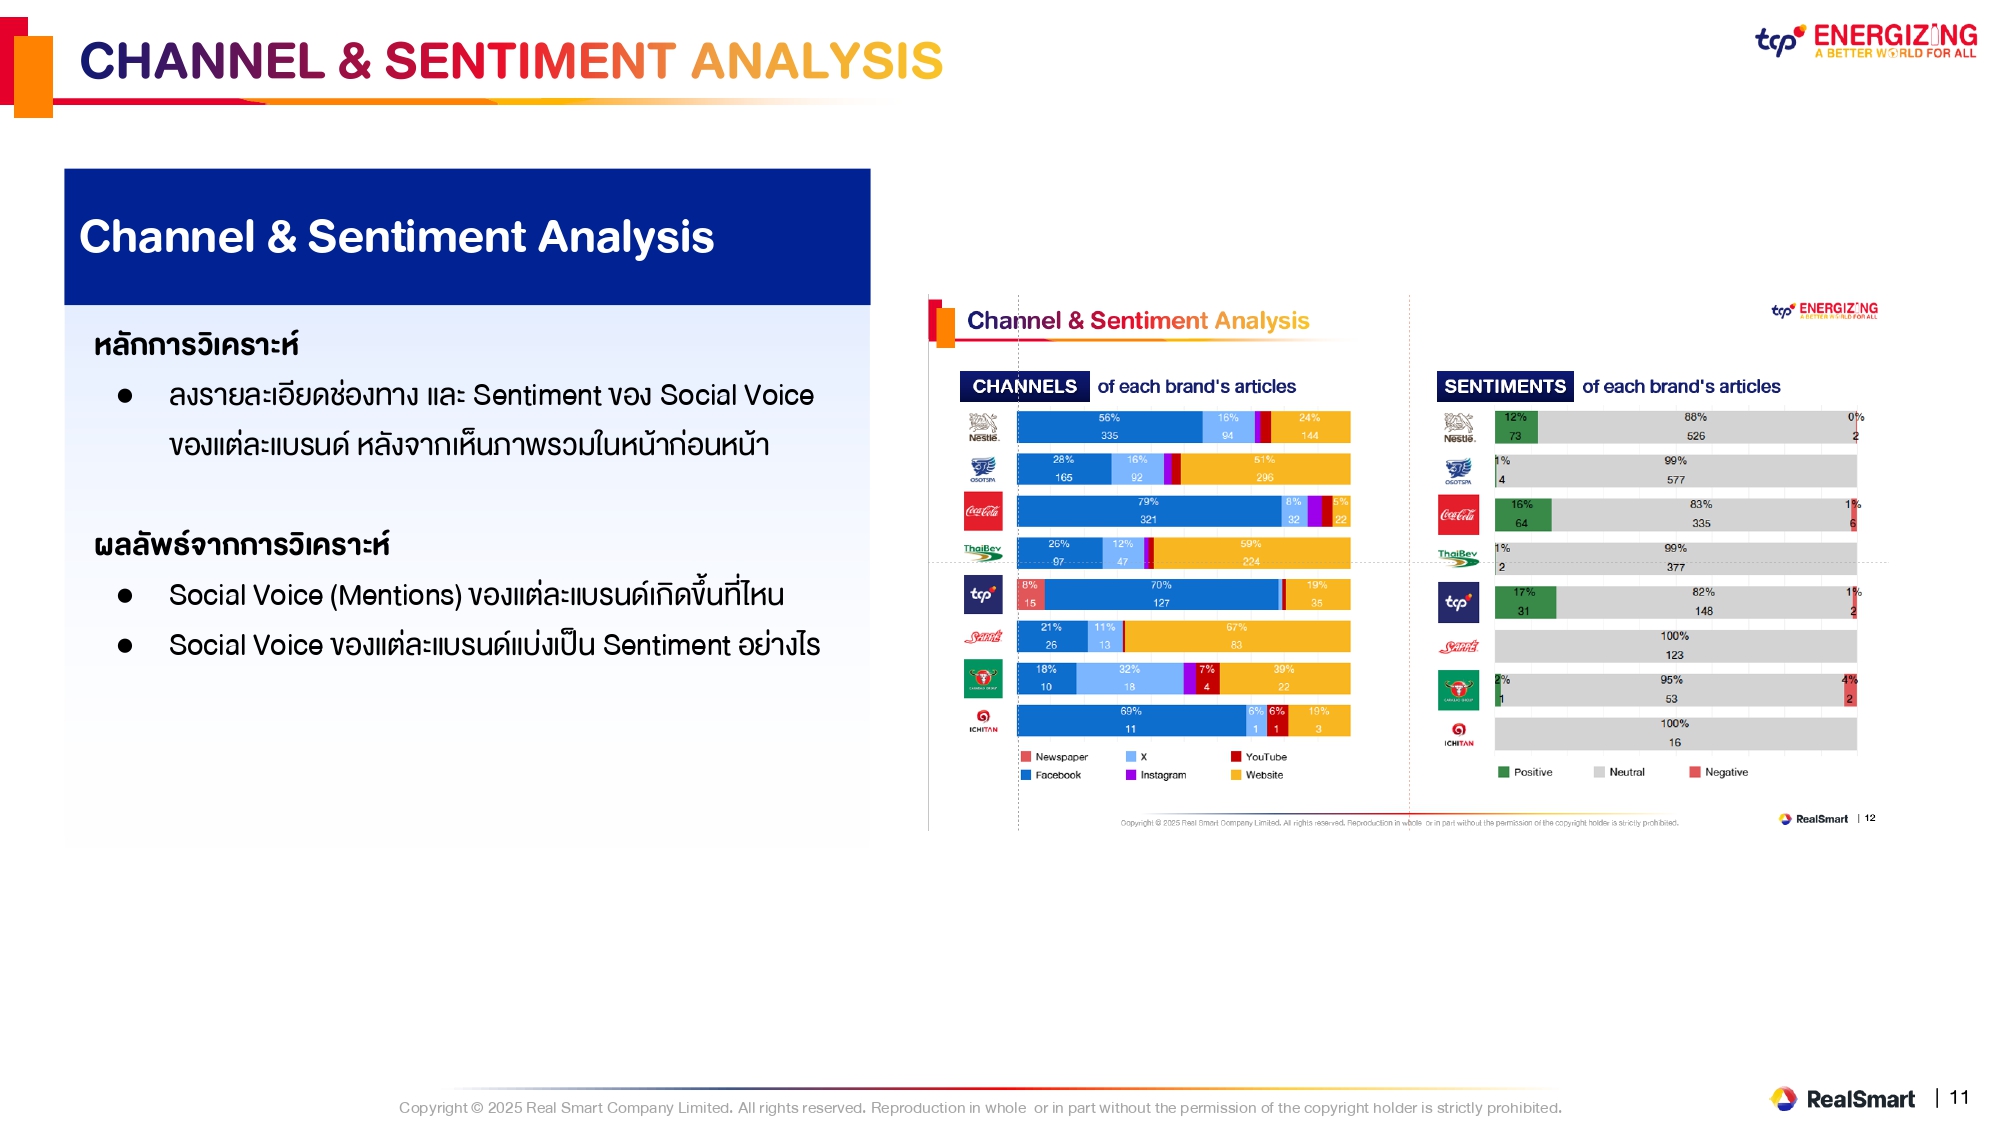 CHANNEL & SENTIMENT ANALYSIS
tcp ENERGIZING
A BETTER WORLD FOR ALL
Channel & Sentiment Analysis
หลักการวิเคราะห์
● ลงรายละเอียดช่องทาง และ Sentiment ของ Social Voice
ของแต่ละแบรนด์ หลังจากเห็นภาพรวมในหน้าก่อนหน้า
ผลลัพธ์จากการวิเคราะห์
● Social Voice (Mentions) ของแต่ละแบรนด์เกิดขึ้นที่ไหน
● Social Voice ของแต่ละแบรนด์แบ่งเป็น Sentiment อย่างไร
Channel & Sentiment Analysis
tcp ENERGIZING
A BETTER WORLD FOR ALL
CHANNELS of each brand's articles
Nestle.
56% 16% 24%
335 94 144
OSOTSPA
28% 16% 51%
165 92 296
Coca-Cola
79% 8% 5%
321 32 22
ThaiBev
26% 12% 59%
97 47 224
tcp
8% 70% 19%
15 127 35
Sappé
21% 11% 67%
26 13 83
18% 32% 7% 39%
10 18 4 22
ICHITAN
69% 6% 6% 19%
11 1 1 3
Newspaper X YouTube
Facebook Instagram Website
SENTIMENTS of each brand's articles
Nestle.
12% 88% 0%
73 526 2
OSOTSPA
1% 99%
4 577
Coca-Cola
16% 83% 1%
64 335 6
ThaiBev
1% 99%
2 377
tcp
17% 82% 1%
31 148 2
Sappé
100%
123
2% 95% 4%
1 53 2
ICHITAN
100%
16
Positive Neutral Negative
Copyright © 2025 Real Smart Company Limited. All rights reserved. Reproduction in whole or in part without the permission of the copyright holder is strictly prohibited.
RealSmart | 12
Copyright © 2025 Real Smart Company Limited. All rights reserved. Reproduction in whole or in part without the permission of the copyright holder is strictly prohibited.
RealSmart | 11